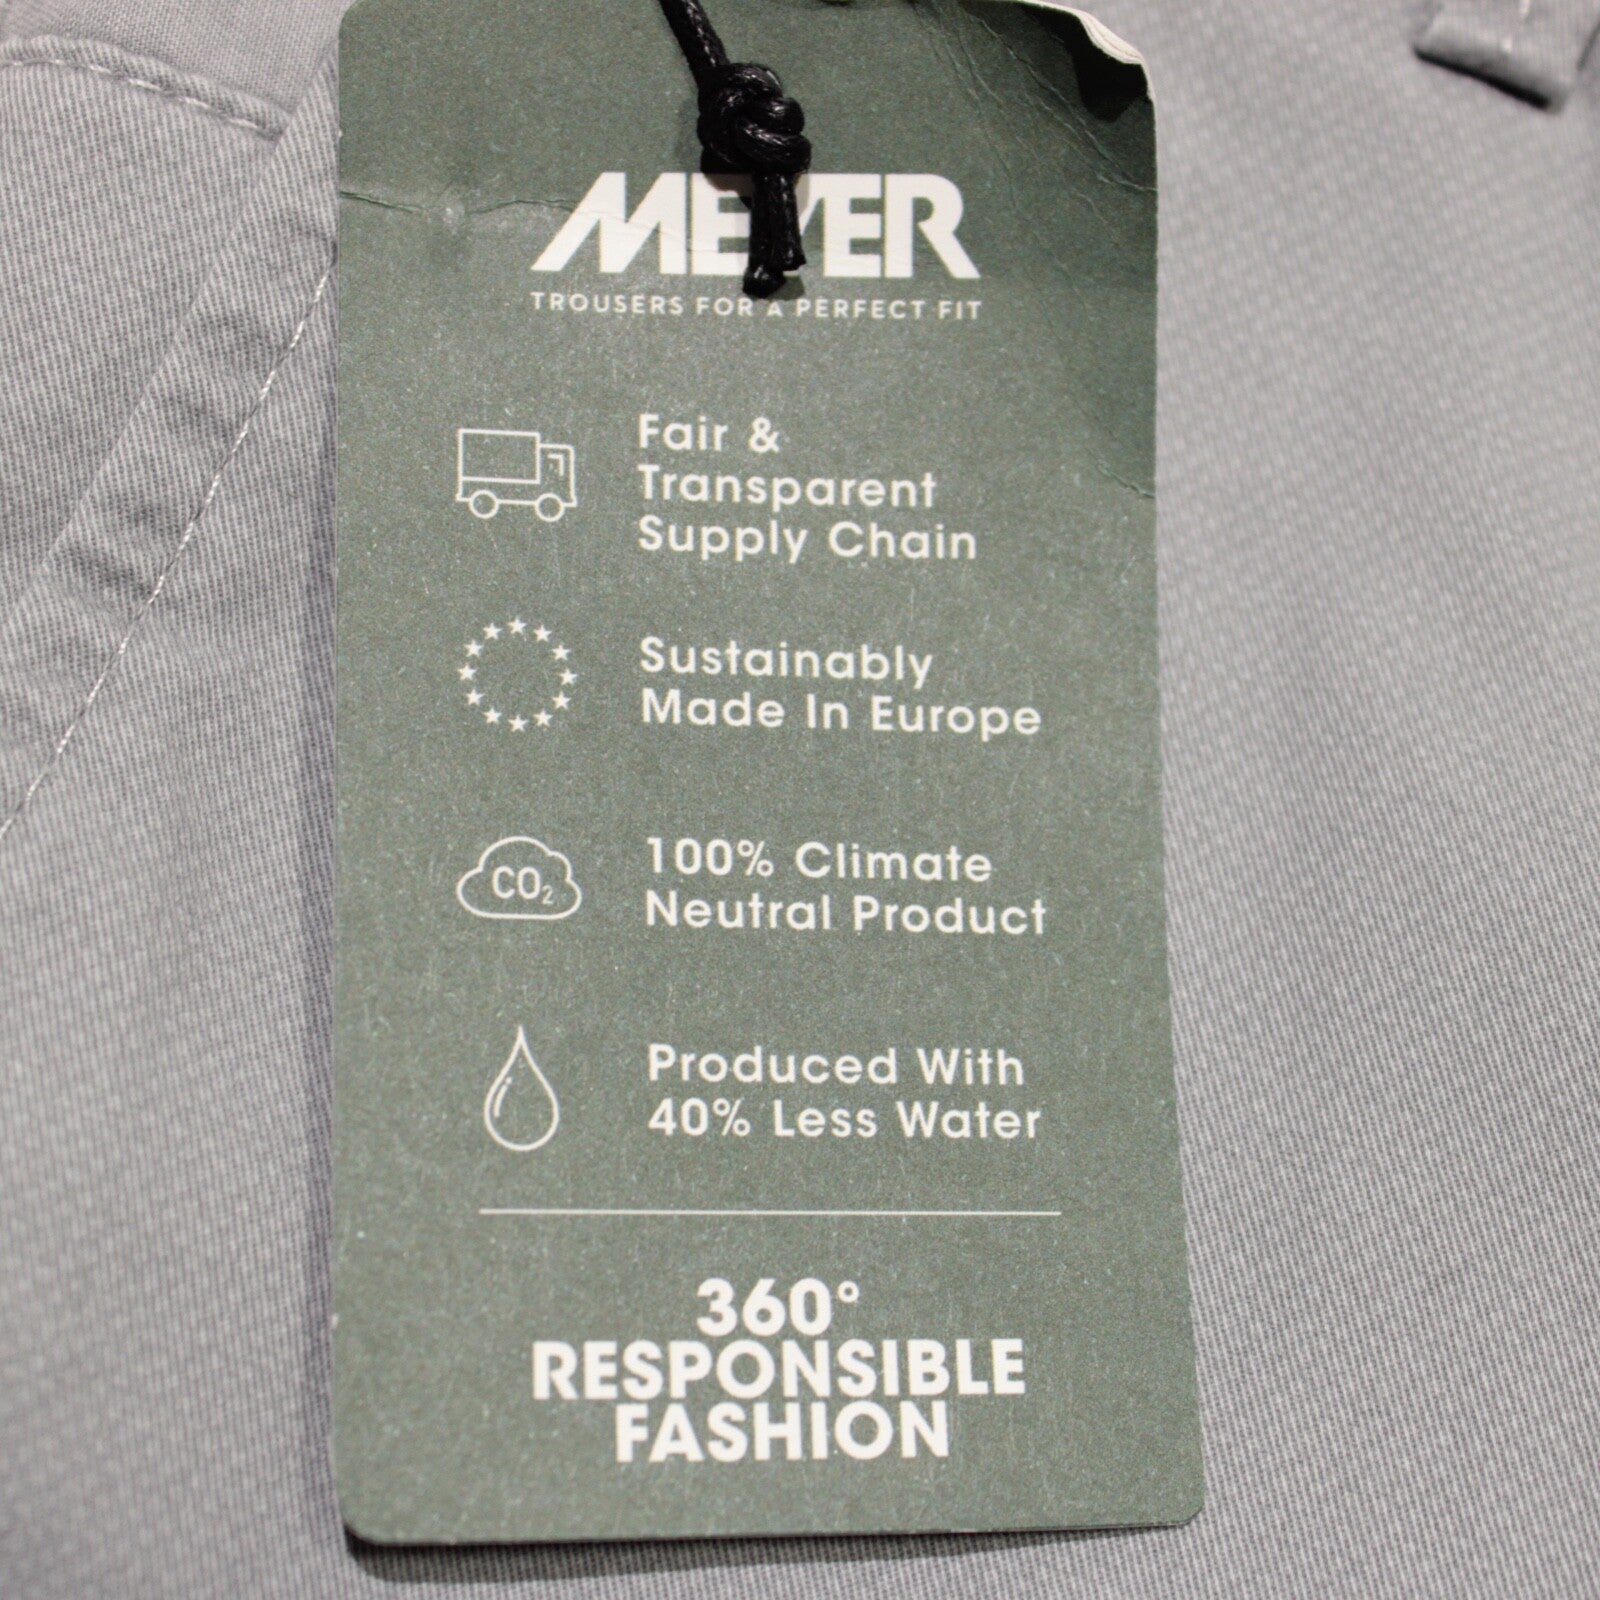 MEYER
TROUSERS FOR A PERFECT FIT
Fair &
Transparent
Supply Chain
Sustainably
Made In Europe
CO₂
100% Climate
Neutral Product
Produced With
40% Less Water
360°
RESPONSIBLE
FASHION